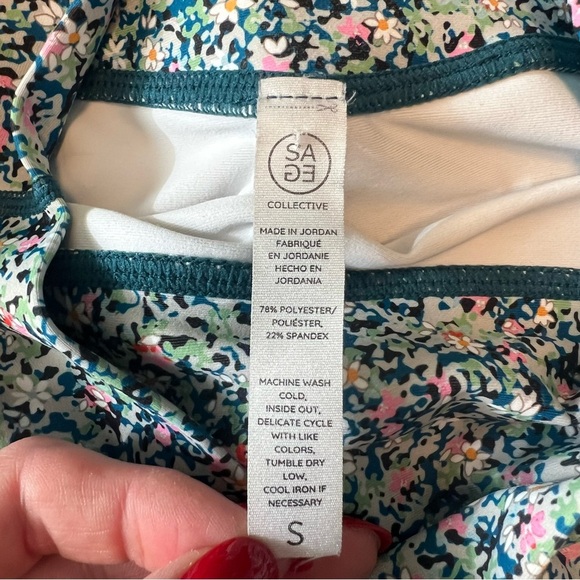 SA
GE
COLLECTIVE
MADE IN JORDAN
FABRIQUÉ
EN JORDANIE
HECHO EN
JORDANIA
78% POLYESTER/
POLIÉSTER,
22% SPANDEX
MACHINE WASH
COLD,
INSIDE OUT,
DELICATE CYCLE
WITH LIKE
COLORS,
TUMBLE DRY
LOW,
COOL IRON IF
NECESSARY
S